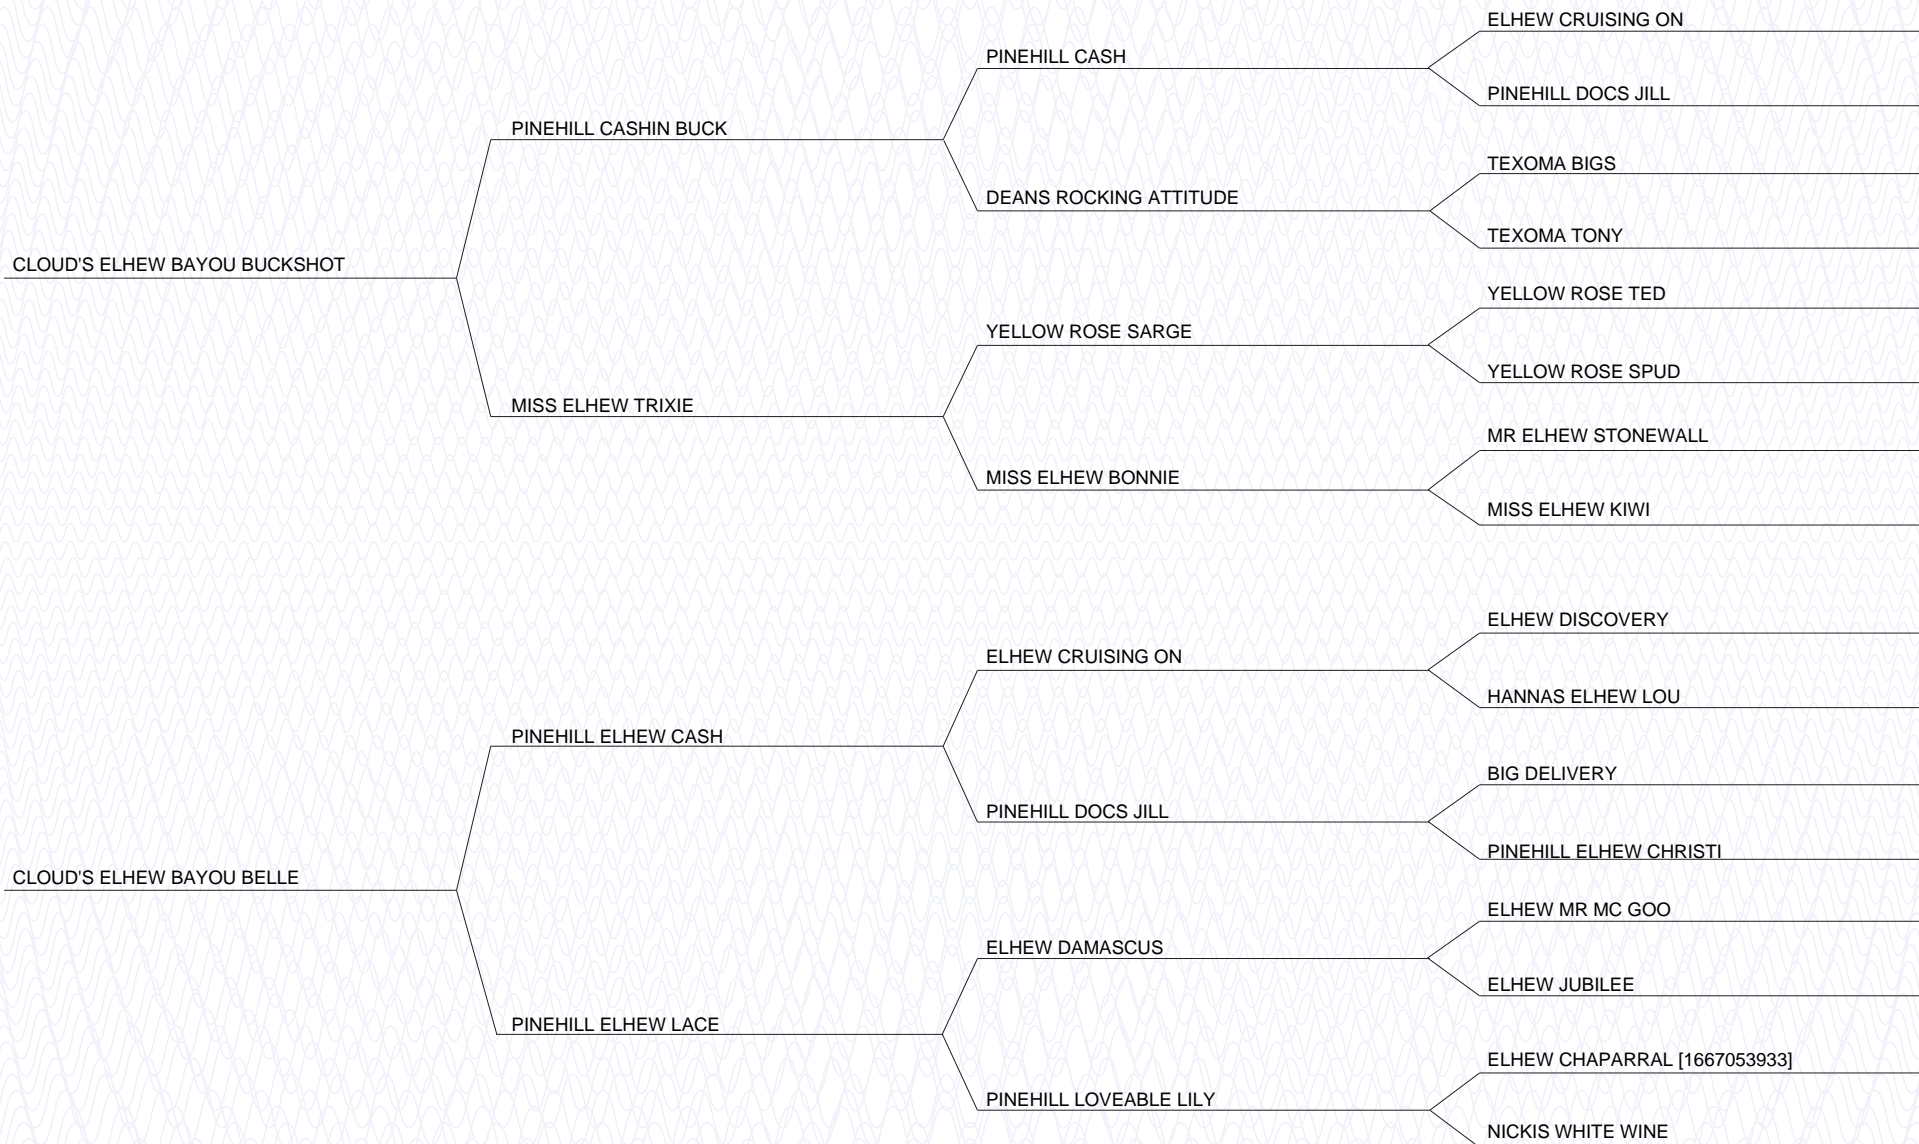 ELHEW CRUISING ON
PINEHILL CASH
PINEHILL DOCS JILL
PINEHILL CASHIN BUCK
TEXOMA BIGS
DEANS ROCKING ATTITUDE
TEXOMA TONY
CLOUD'S ELHEW BAYOU BUCKSHOT
YELLOW ROSE TED
YELLOW ROSE SARGE
YELLOW ROSE SPUD
MISS ELHEW TRIXIE
MR ELHEW STONEWALL
MISS ELHEW BONNIE
MISS ELHEW KIWI
ELHEW DISCOVERY
ELHEW CRUISING ON
HANNAS ELHEW LOU
PINEHILL ELHEW CASH
BIG DELIVERY
PINEHILL DOCS JILL
PINEHILL ELHEW CHRISTI
CLOUD'S ELHEW BAYOU BELLE
ELHEW MR MC GOO
ELHEW DAMASCUS
ELHEW JUBILEE
PINEHILL ELHEW LACE
ELHEW CHAPARRAL [1667053933]
PINEHILL LOVEABLE LILY
NICKIS WHITE WINE